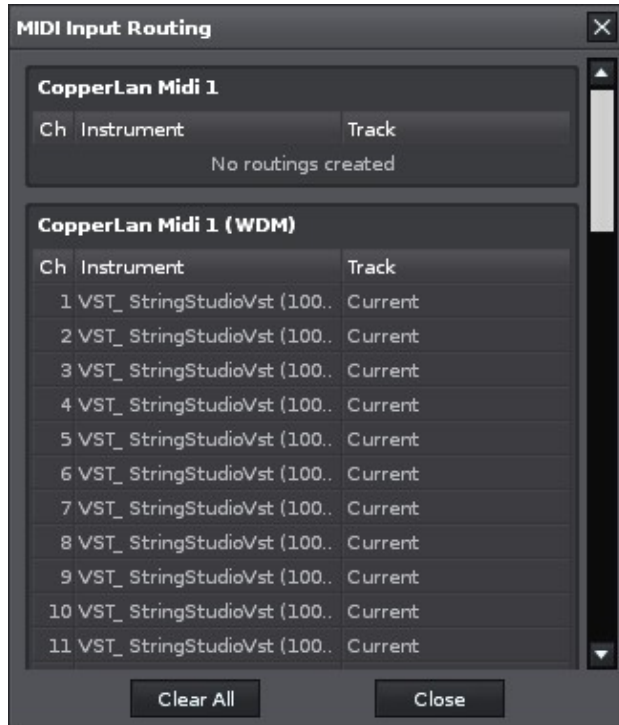 MIDI Input Routing
CopperLan Midi 1
Ch Instrument Track
No routings created
CopperLan Midi 1 (WDM)
Ch Instrument Track
1 VST_ StringStudioVst (100.. Current
2 VST_ StringStudioVst (100.. Current
3 VST_ StringStudioVst (100.. Current
4 VST_ StringStudioVst (100.. Current
5 VST_ StringStudioVst (100.. Current
6 VST_ StringStudioVst (100.. Current
7 VST_ StringStudioVst (100.. Current
8 VST_ StringStudioVst (100.. Current
9 VST_ StringStudioVst (100.. Current
10 VST_ StringStudioVst (100.. Current
11 VST_ StringStudioVst (100.. Current
Clear All Close